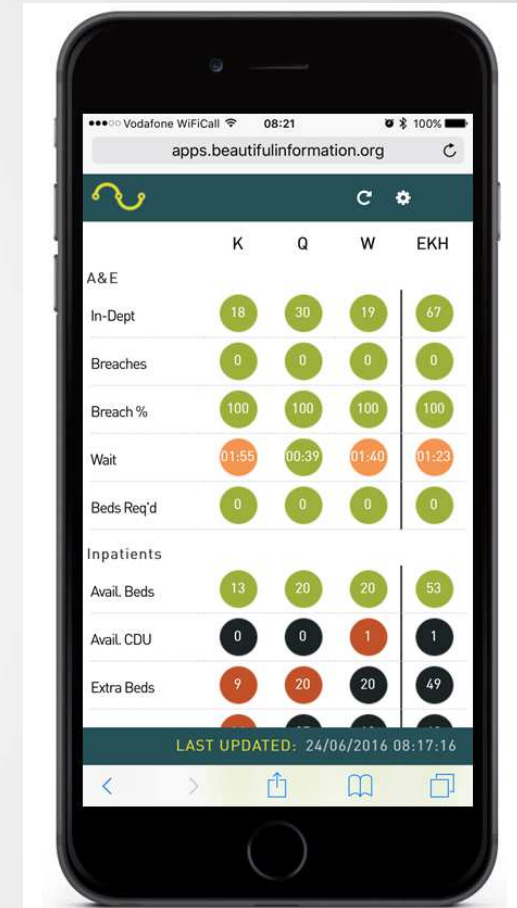 Vodafone WiFiCall 08:21 100%
apps.beautifulinformation.org
K Q W EKH
A&E
In-Dept 18 30 19 67
Breaches 0 0 0 0
Breach % 100 100 100 100
Wait 01:55 00:39 01:40 01:23
Beds Req'd 0 0 0 0
Inpatients
Avail. Beds 13 20 20 53
Avail. CDU 0 0 1 1
Extra Beds 9 20 20 49
LAST UPDATED: 24/06/2016 08:17:16